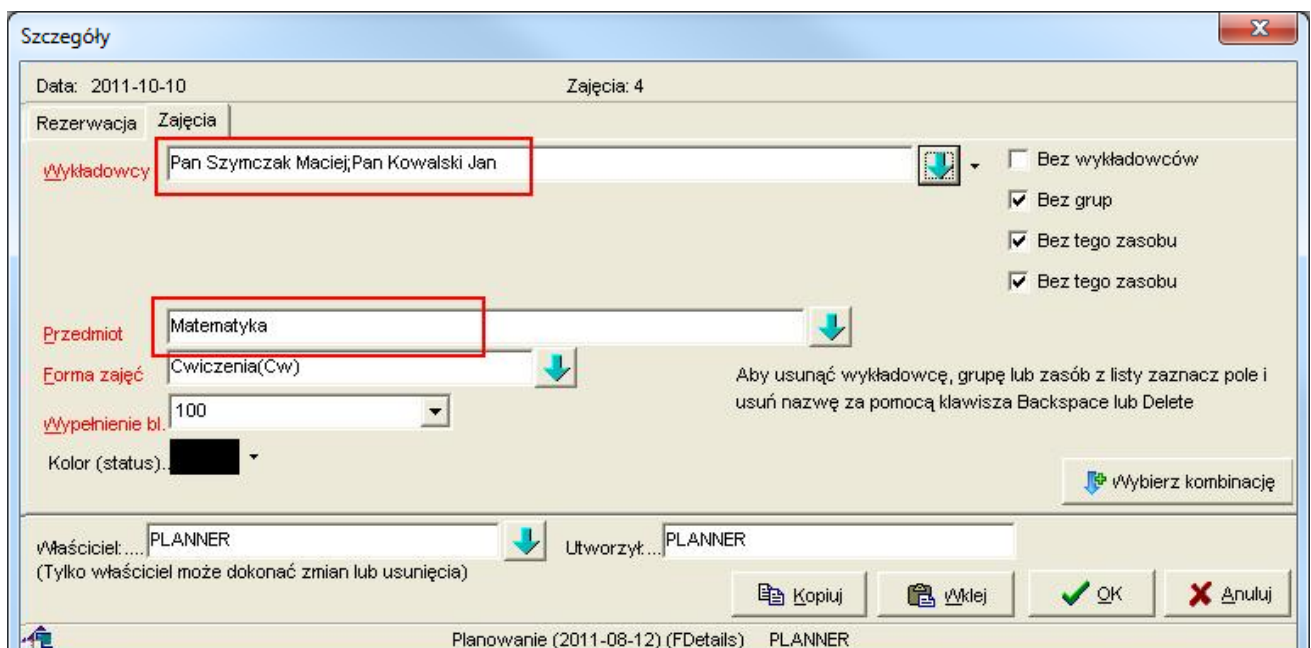 Szczegóły
Data: 2011-10-10 Zajęcia: 4
Rezerwacja Zajęcia
Wykładowcy Pan Szymczak Maciej;Pan Kowalski Jan Bez wykładowców
Bez grup
Bez tego zasobu
Bez tego zasobu
Przedmiot Matematyka
Forma zajęć Cwiczenia(Cw)
Aby usunąć wykładowcę, grupę lub zasób z listy zaznacz pole i
usuń nazwę za pomocą klawisza Backspace lub Delete
Wypełnienie bl. 100
Kolor (status)..
Wybierz kombinację
Właściciel:.... PLANNER Utworzył:... PLANNER
(Tylko właściciel może dokonać zmian lub usunięcia)
Kopiuj Wklej OK Anuluj
Planowanie (2011-08-12) (FDetails) PLANNER